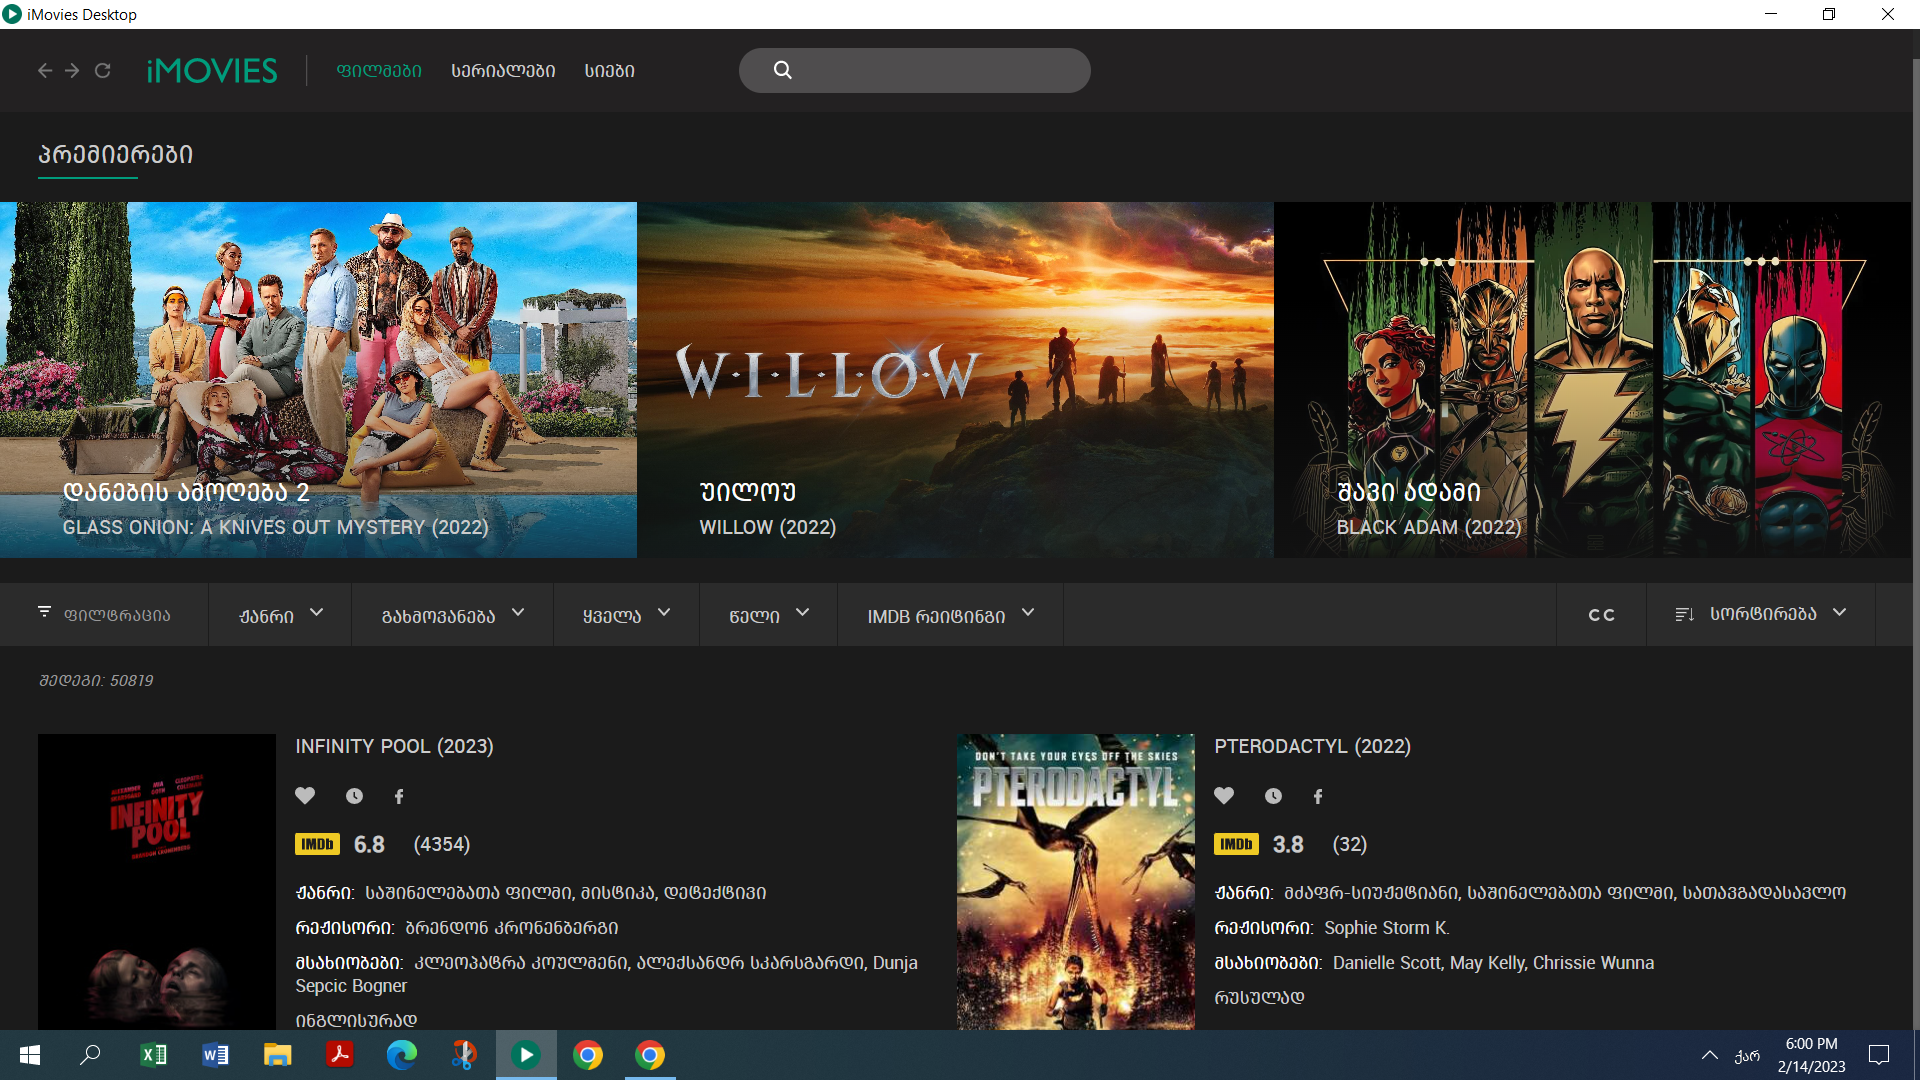 iMovies Desktop
iMOVIES
ფილმები
სერიალები
სიები
პრემიერები
WILLOW
დანების ამოღება 2
GLASS ONION: A KNIVES OUT MYSTERY (2022)
უილოუ
WILLOW (2022)
შავი ადამი
BLACK ADAM (2022)
ფილტრაცია
ჟანრი
გახმოვანება
ყველა
წელი
IMDB რეიტინგი
CC
სორტირება
შედეგი: 50819
INFINITY POOL (2023)
INFINITY
POOL
IMDb 6.8 (4354)
ჟანრი: საშინელებათა ფილმი, მისტიკა, დეტექტივი
რეჟისორი: ბრენდონ კრონენბერგი
მსახიობები: კლეოპატრა კოულმენი, ალექსანდრ სკარსგარდი, Dunja
Sepcic Bogner
ინგლისურად
DON'T TAKE YOUR EYES OFF THE SKIES
PTERODACTYL
PTERODACTYL (2022)
IMDb 3.8 (32)
ჟანრი: მძაფრ-სიუჟეტიანი, საშინელებათა ფილმი, სათავგადასავლო
რეჟისორი: Sophie Storm K.
მსახიობები: Danielle Scott, May Kelly, Chrissie Wunna
რუსულად
ქარ
6:00 PM
2/14/2023